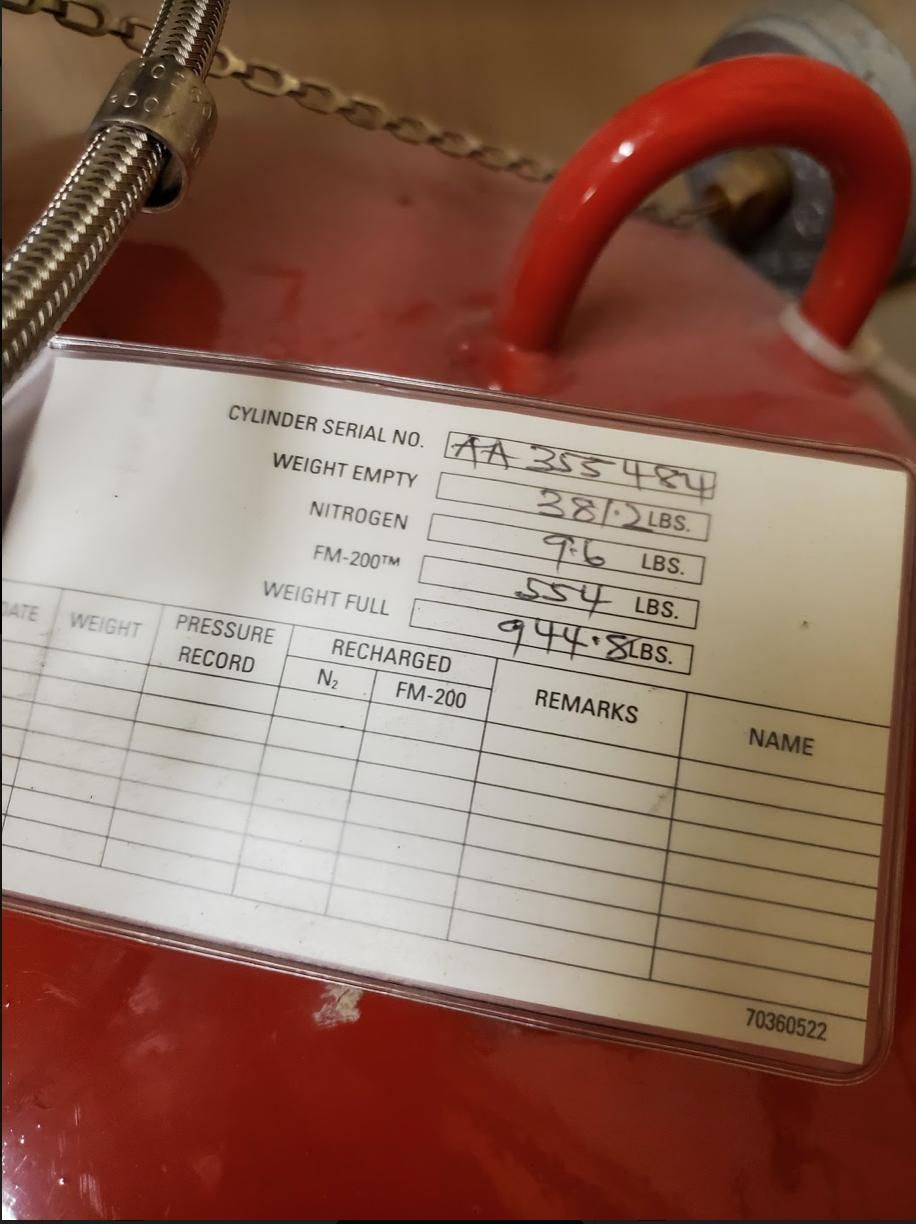 CYLINDER SERIAL NO. AA 355484
WEIGHT EMPTY 381.2 LBS.
NITROGEN 9.6 LBS.
FM-200™ 554 LBS.
WEIGHT FULL 944.8 LBS.
DATE WEIGHT PRESSURE RECORD RECHARGED REMARKS NAME
N₂ FM-200
70360522